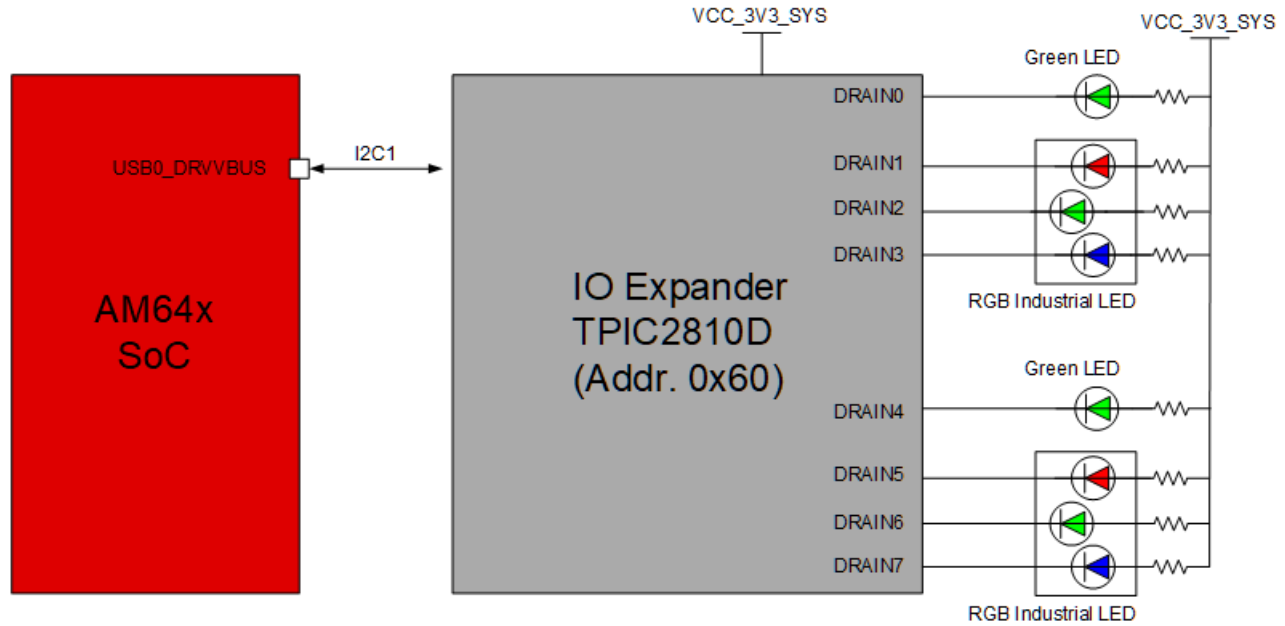 VCC_3V3_SYS
VCC_3V3_SYS
Green LED
DRAIN0
I2C1
USB0_DRVVBUS
DRAIN1
DRAIN2
DRAIN3
RGB Industrial LED
AM64x
SoC
IO Expander
TPIC2810D
(Addr. 0x60)
Green LED
DRAIN4
DRAIN5
DRAIN6
DRAIN7
RGB Industrial LED